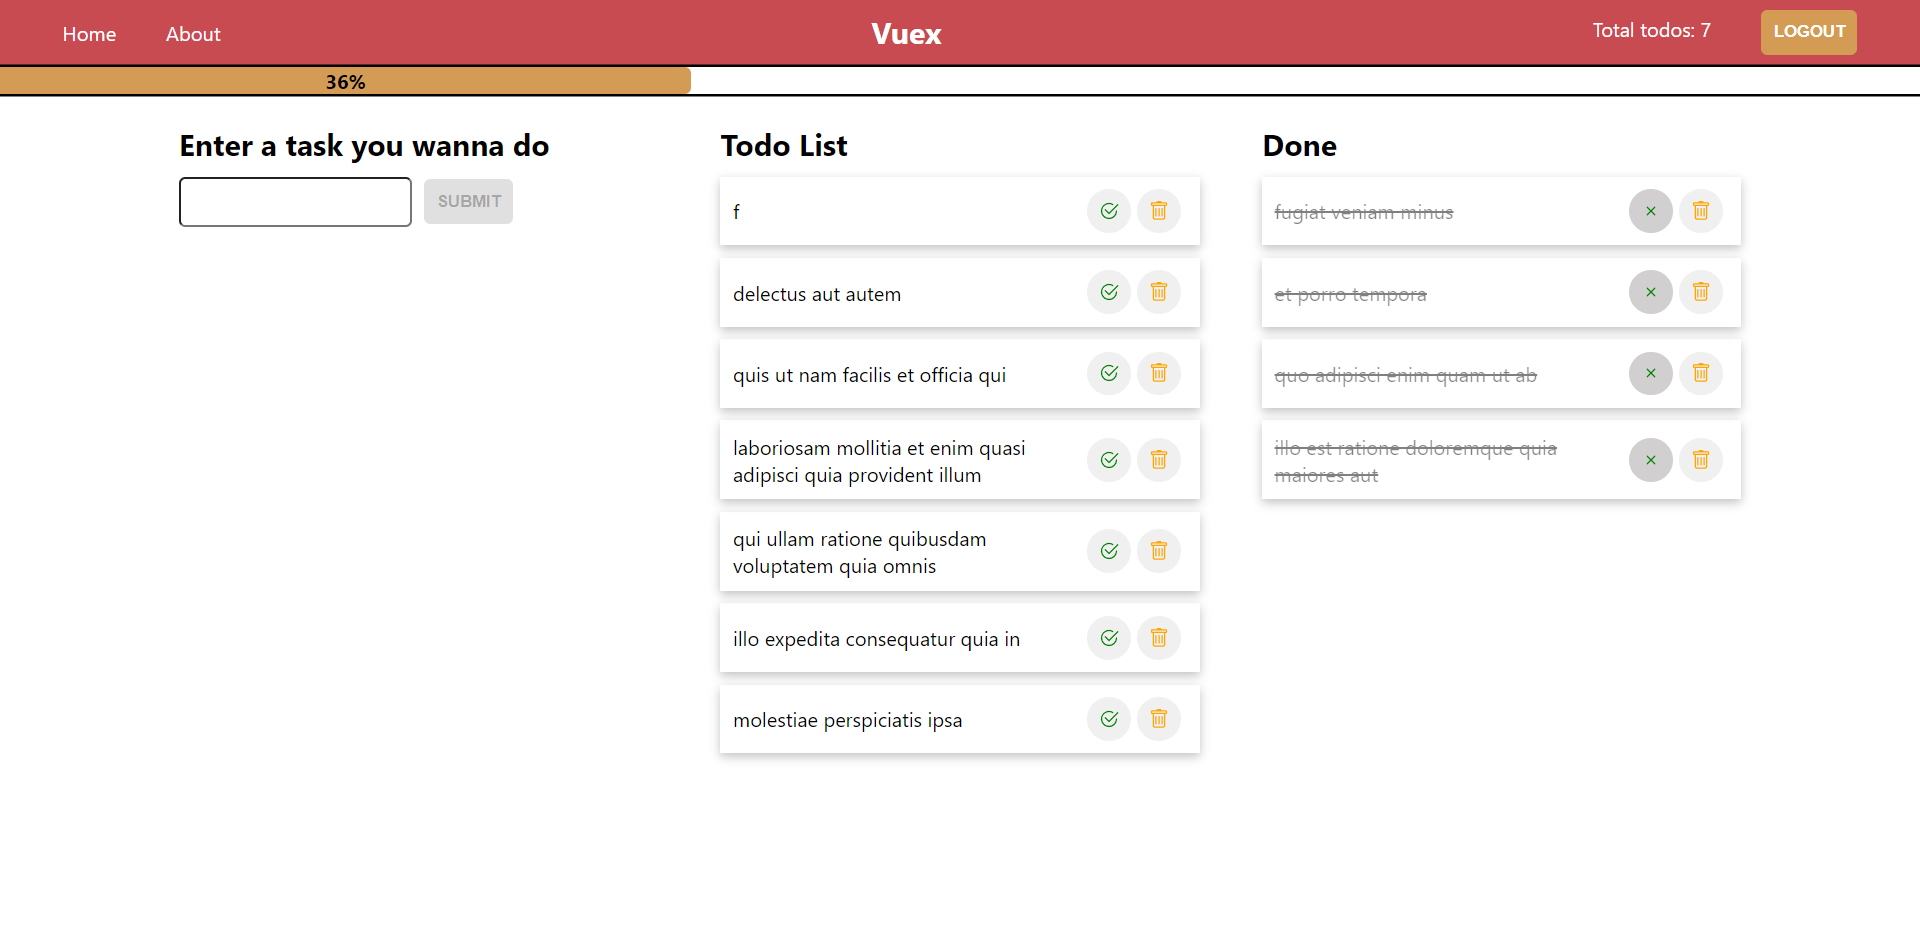 Home
About
Vuex
Total todos: 7
LOGOUT
36%
Enter a task you wanna do
SUBMIT
Todo List
f
delectus aut autem
quis ut nam facilis et officia qui
laboriosam mollitia et enim quasi
adipisci quia provident illum
qui ullam ratione quibusdam
voluptatem quia omnis
illo expedita consequatur quia in
molestiae perspiciatis ipsa
Done
fugiat veniam minus
et porro tempora
quo adipisci enim quam ut ab
illo est ratione doloremque quia
maiores aut